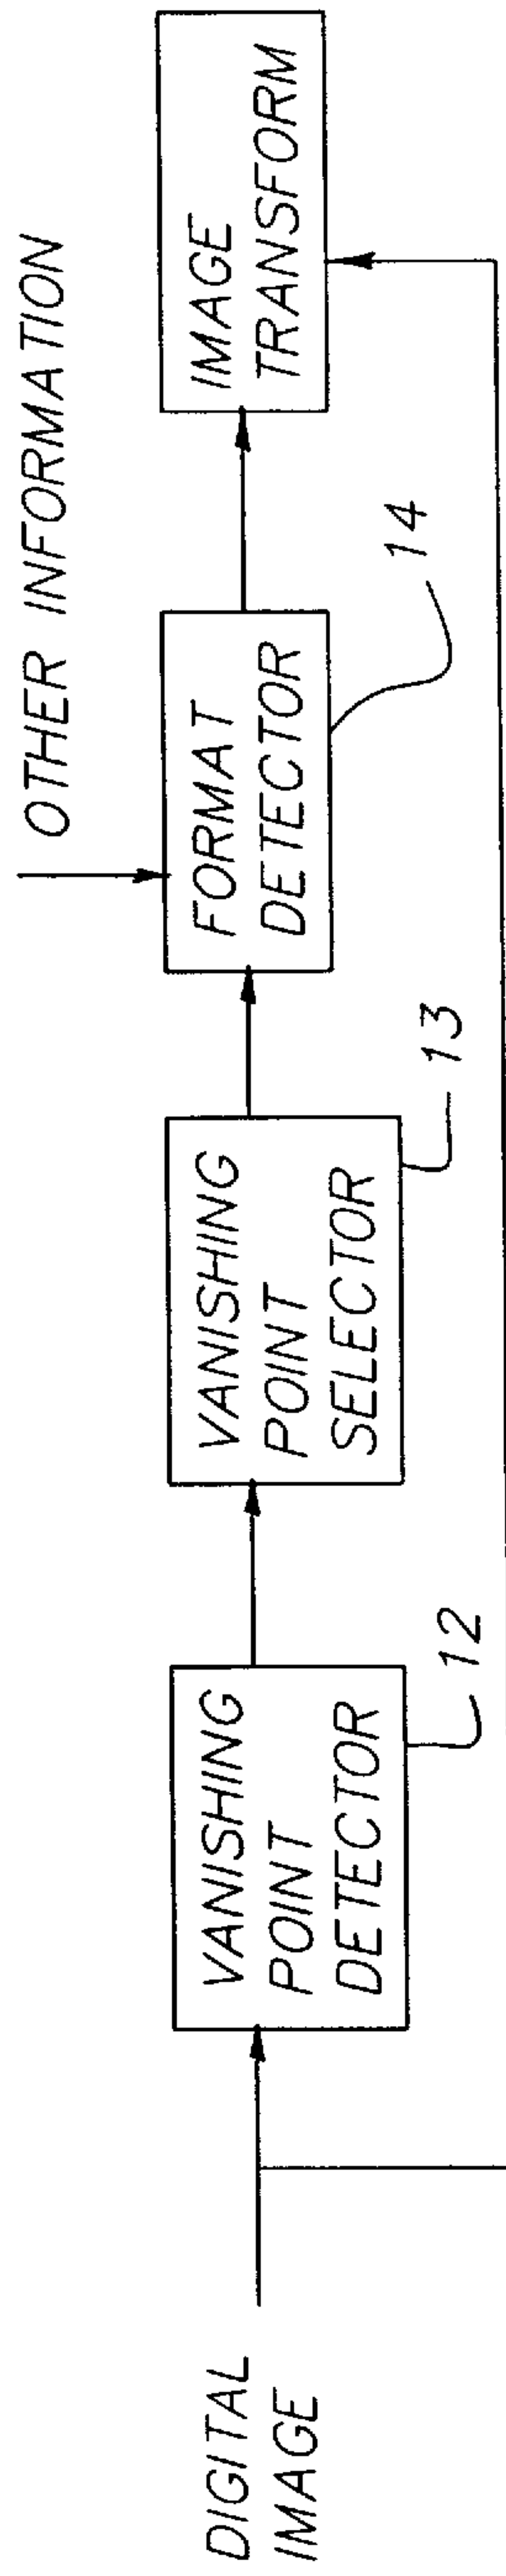 OTHER INFORMATION
DIGITAL
IMAGE
VANISHING
POINT
DETECTOR
12
VANISHING
POINT
SELECTOR
13
FORMAT
DETECTOR
14
IMAGE
TRANSFORM